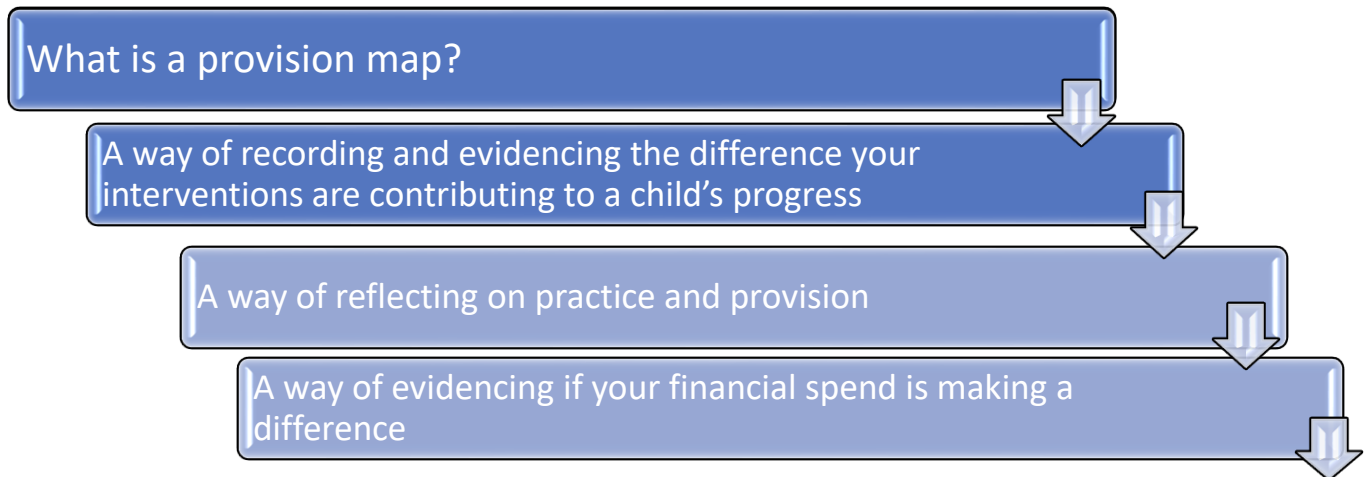 What is a provision map?
A way of recording and evidencing the difference your
interventions are contributing to a child’s progress
A way of reflecting on practice and provision
A way of evidencing if your financial spend is making a
difference